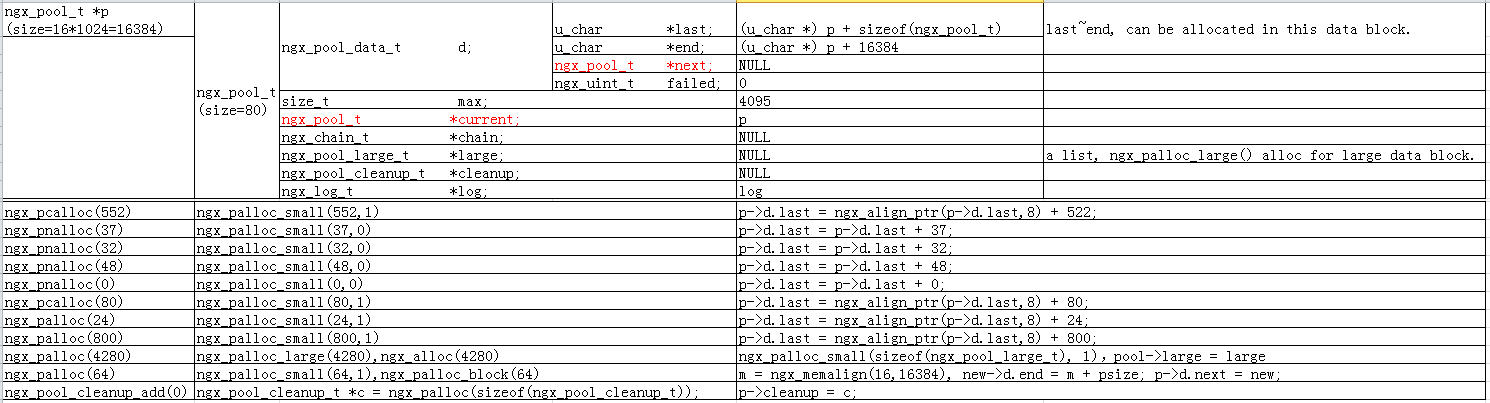 ngx_pool_t *p
(size=16*1024=16384)
ngx_pool_t
(size=80)
ngx_pool_data_t d;
u_char *last; (u_char *) p + sizeof(ngx_pool_t) last~end, can be allocated in this data block.
u_char *end; (u_char *) p + 16384
ngx_pool_t *next; NULL
ngx_uint_t failed; 0
size_t max; 4095
ngx_pool_t *current; p
ngx_chain_t *chain; NULL
ngx_pool_large_t *large; NULL a list, ngx_palloc_large() alloc for large data block.
ngx_pool_cleanup_t *cleanup; NULL
ngx_log_t *log; log
ngx_pcalloc(552) ngx_palloc_small(552,1) p->d.last = ngx_align_ptr(p->d.last,8) + 522;
ngx_pnalloc(37) ngx_palloc_small(37,0) p->d.last = p->d.last + 37;
ngx_pnalloc(32) ngx_palloc_small(32,0) p->d.last = p->d.last + 32;
ngx_pnalloc(48) ngx_palloc_small(48,0) p->d.last = p->d.last + 48;
ngx_pnalloc(0) ngx_palloc_small(0,0) p->d.last = p->d.last + 0;
ngx_pcalloc(80) ngx_palloc_small(80,1) p->d.last = ngx_align_ptr(p->d.last,8) + 80;
ngx_palloc(24) ngx_palloc_small(24,1) p->d.last = ngx_align_ptr(p->d.last,8) + 24;
ngx_palloc(800) ngx_palloc_small(800,1) p->d.last = ngx_align_ptr(p->d.last,8) + 800;
ngx_palloc(4280) ngx_palloc_large(4280),ngx_alloc(4280) ngx_palloc_small(sizeof(ngx_pool_large_t), 1)，pool->large = large
ngx_palloc(64) ngx_palloc_small(64,1),ngx_palloc_block(64) m = ngx_memalign(16,16384), new->d.end = m + psize; p->d.next = new;
ngx_pool_cleanup_add(0) ngx_pool_cleanup_t *c = ngx_palloc(sizeof(ngx_pool_cleanup_t)); p->cleanup = c;